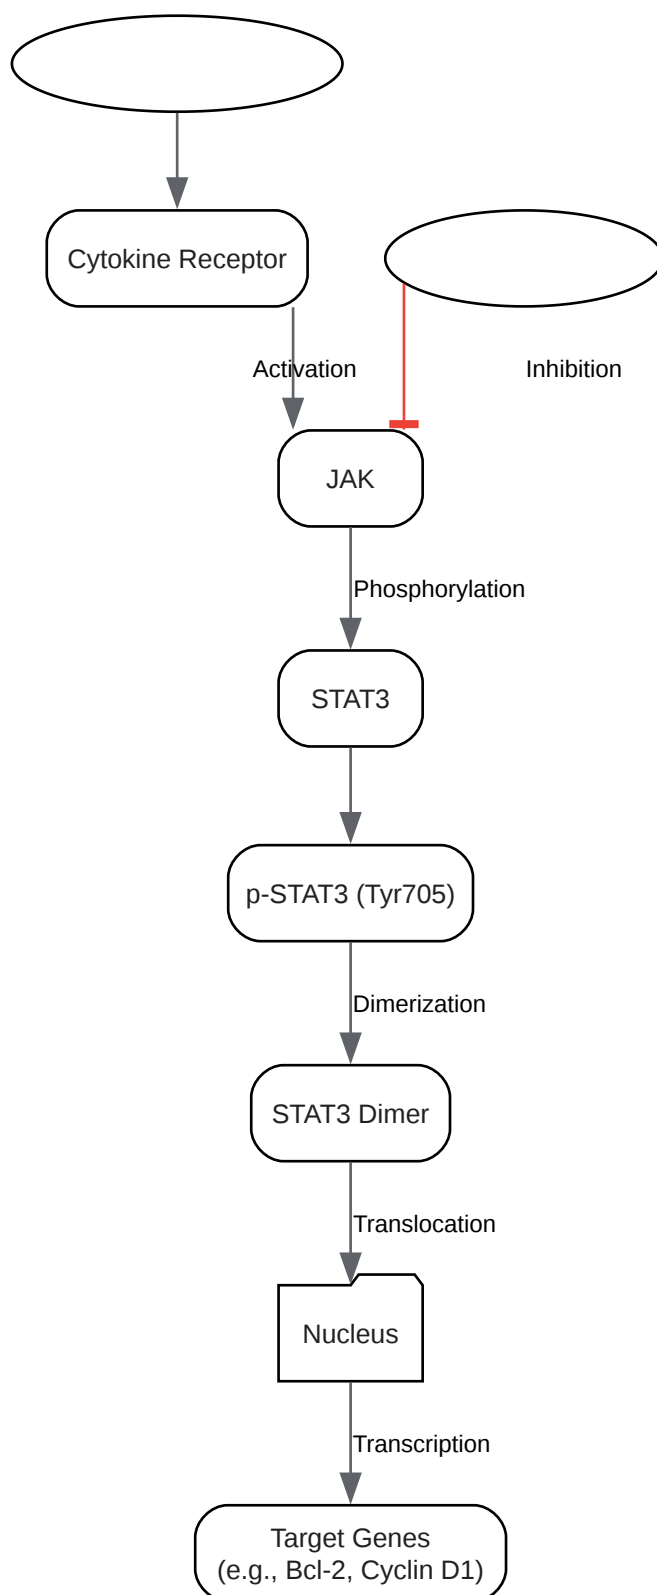 Cytokine Receptor
Activation
Inhibition
JAK
Phosphorylation
STAT3
p-STAT3 (Tyr705)
Dimerization
STAT3 Dimer
Translocation
Nucleus
Transcription
Target Genes
(e.g., Bcl-2, Cyclin D1)